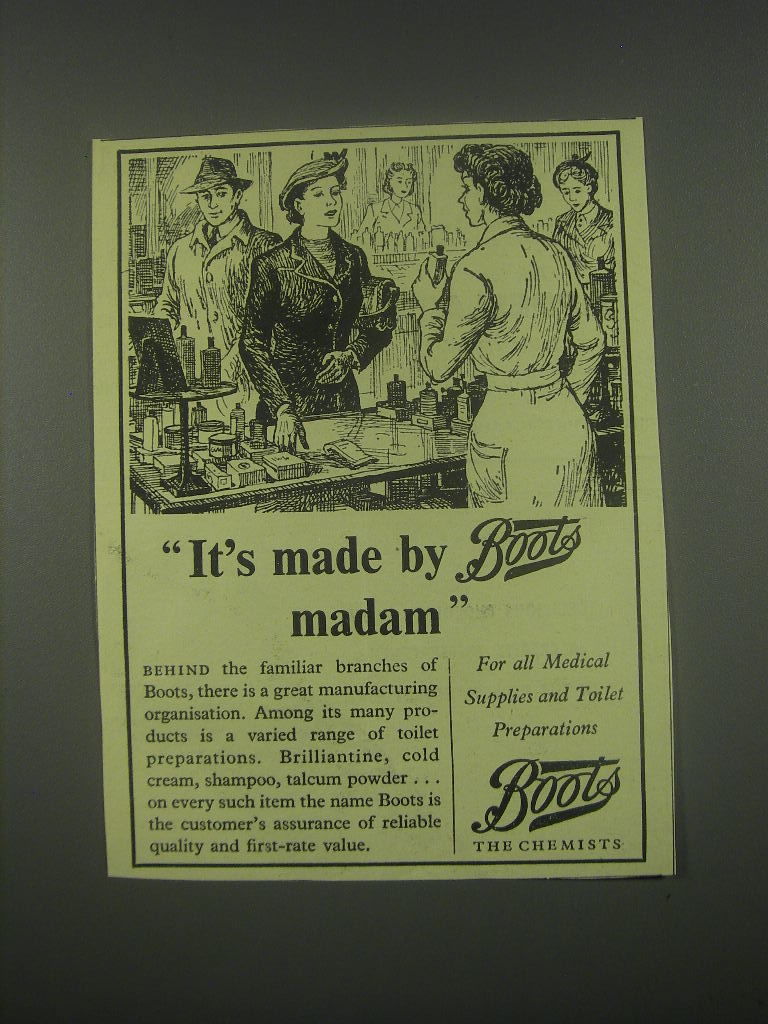 “It’s made by Boots
madam”
BEHIND the familiar branches of
Boots, there is a great manufacturing
organisation. Among its many pro-
ducts is a varied range of toilet
preparations. Brilliantine, cold
cream, shampoo, talcum powder . . .
on every such item the name Boots is
the customer’s assurance of reliable
quality and first-rate value.
For all Medical
Supplies and Toilet
Preparations
Boots
THE CHEMISTS